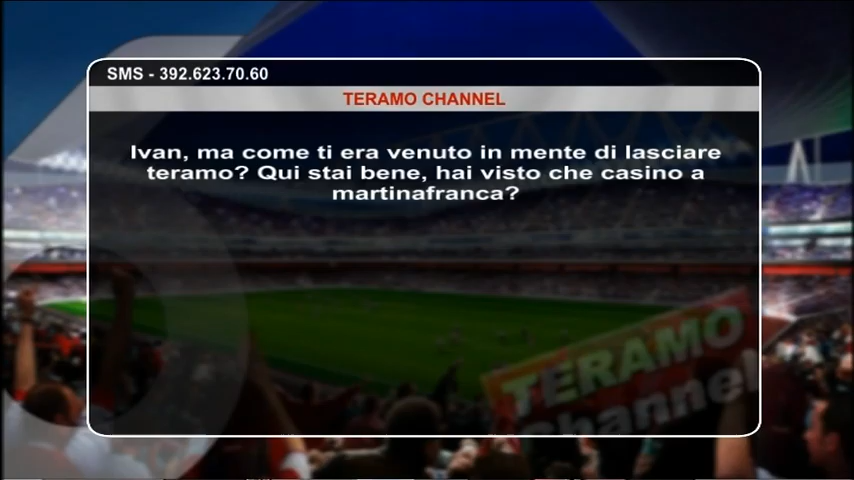 SMS - 392.623.70.60
TERAMO CHANNEL
Ivan, ma come ti era venuto in mente di lasciare
teramo? Qui stai bene, hai visto che casino a
martinafranca?
TERAMO
Channel